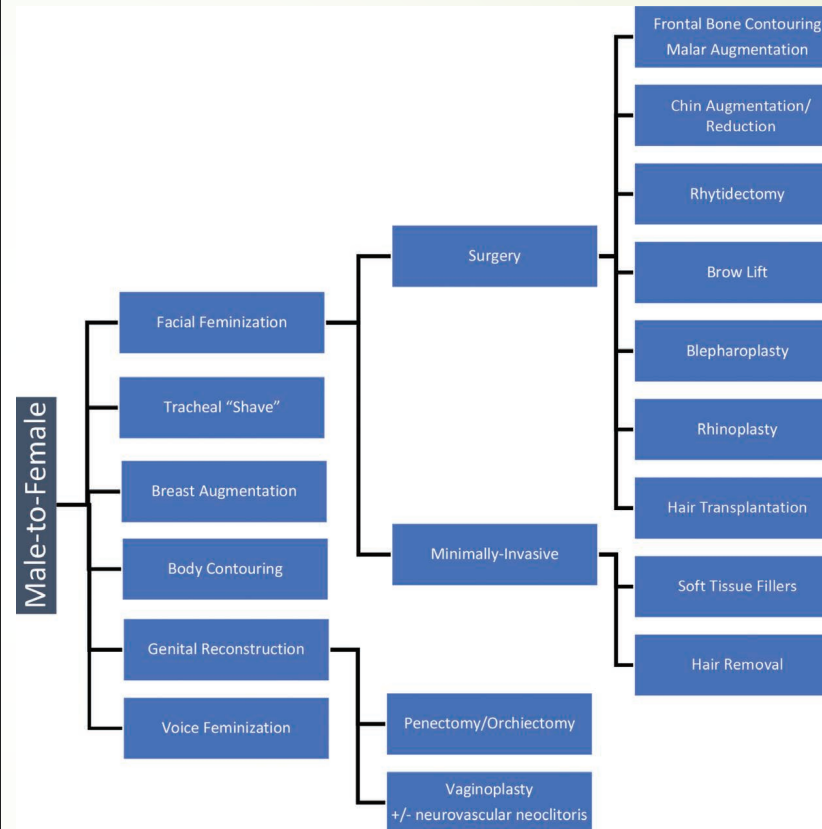 Male-to-Female
Facial Feminization
Tracheal “Shave”
Breast Augmentation
Body Contouring
Genital Reconstruction
Voice Feminization
Surgery
Minimally-Invasive
Penectomy/Orchiectomy
Vaginoplasty
+/- neurovascular neoclitoris
Frontal Bone Contouring
Malar Augmentation
Chin Augmentation/
Reduction
Rhytidectomy
Brow Lift
Blepharoplasty
Rhinoplasty
Hair Transplantation
Soft Tissue Fillers
Hair Removal